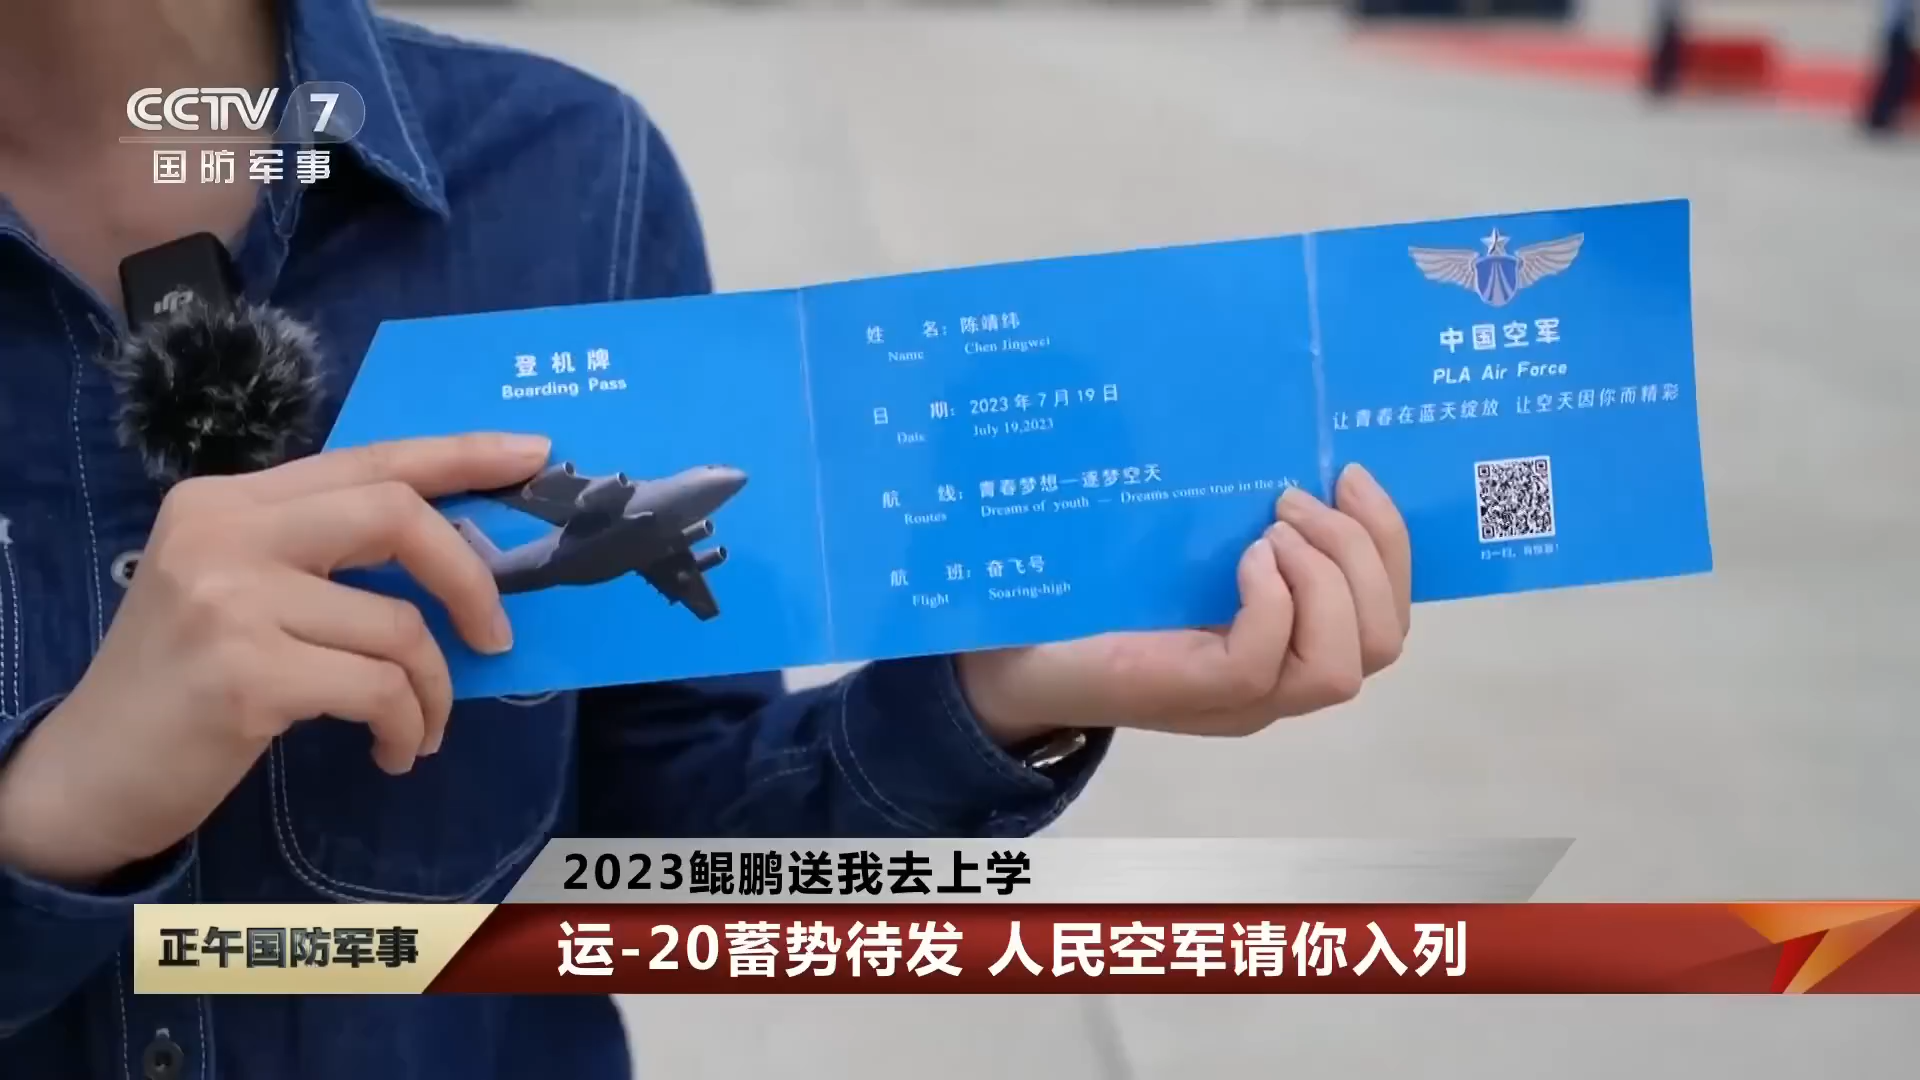 CCTV 7
国防军事
登机牌
Boarding Pass
姓 名：陈靖纬
Name Chen Jingwei
日 期：2023年7月19日
Date July 19,2023
航 线：青春梦想—逐梦空天
Routes Dreams of youth — Dreams come true in the sky
航 班：奋飞号
Flight Soaring-high
中国空军
PLA Air Force
让青春在蓝天绽放 让空天因你而精彩
2023鲲鹏送我去上学
正午国防军事
运-20蓄势待发 人民空军请你入列